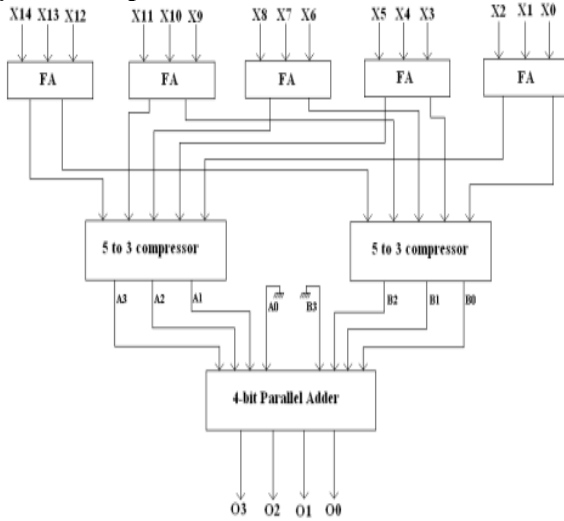 X14 X13 X12 X11 X10 X9 X8 X7 X6 X5 X4 X3 X2 X1 X0
FA FA FA FA FA
5 to 3 compressor 5 to 3 compressor
A3 A2 A1 A0 B3 B2 B1 B0
4-bit Parallel Adder
O3 O2 O1 O0